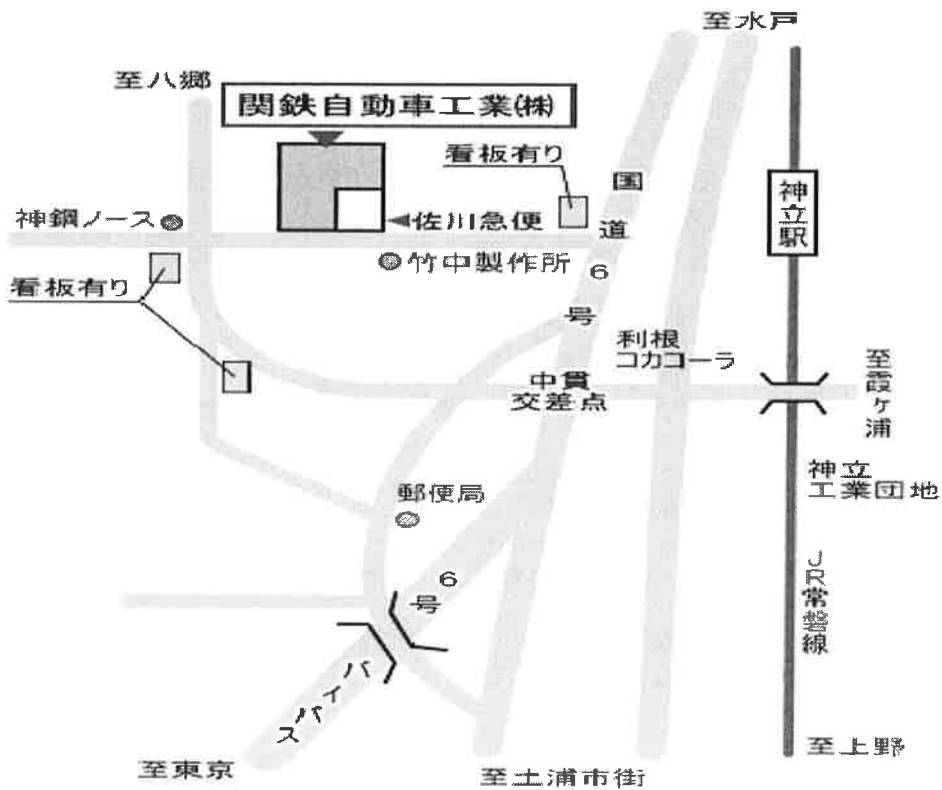 至水戸
至八郷
関鉄自動車工業(株)
看板有り
国道6号
神立駅
神鋼ノース
佐川急便
竹中製作所
看板有り
利根
コカコーラ
中貫
交差点
至霞ヶ浦
神立
工業団地
郵便局
JR常磐線
6号
バイパス
至東京
至土浦市街
至上野